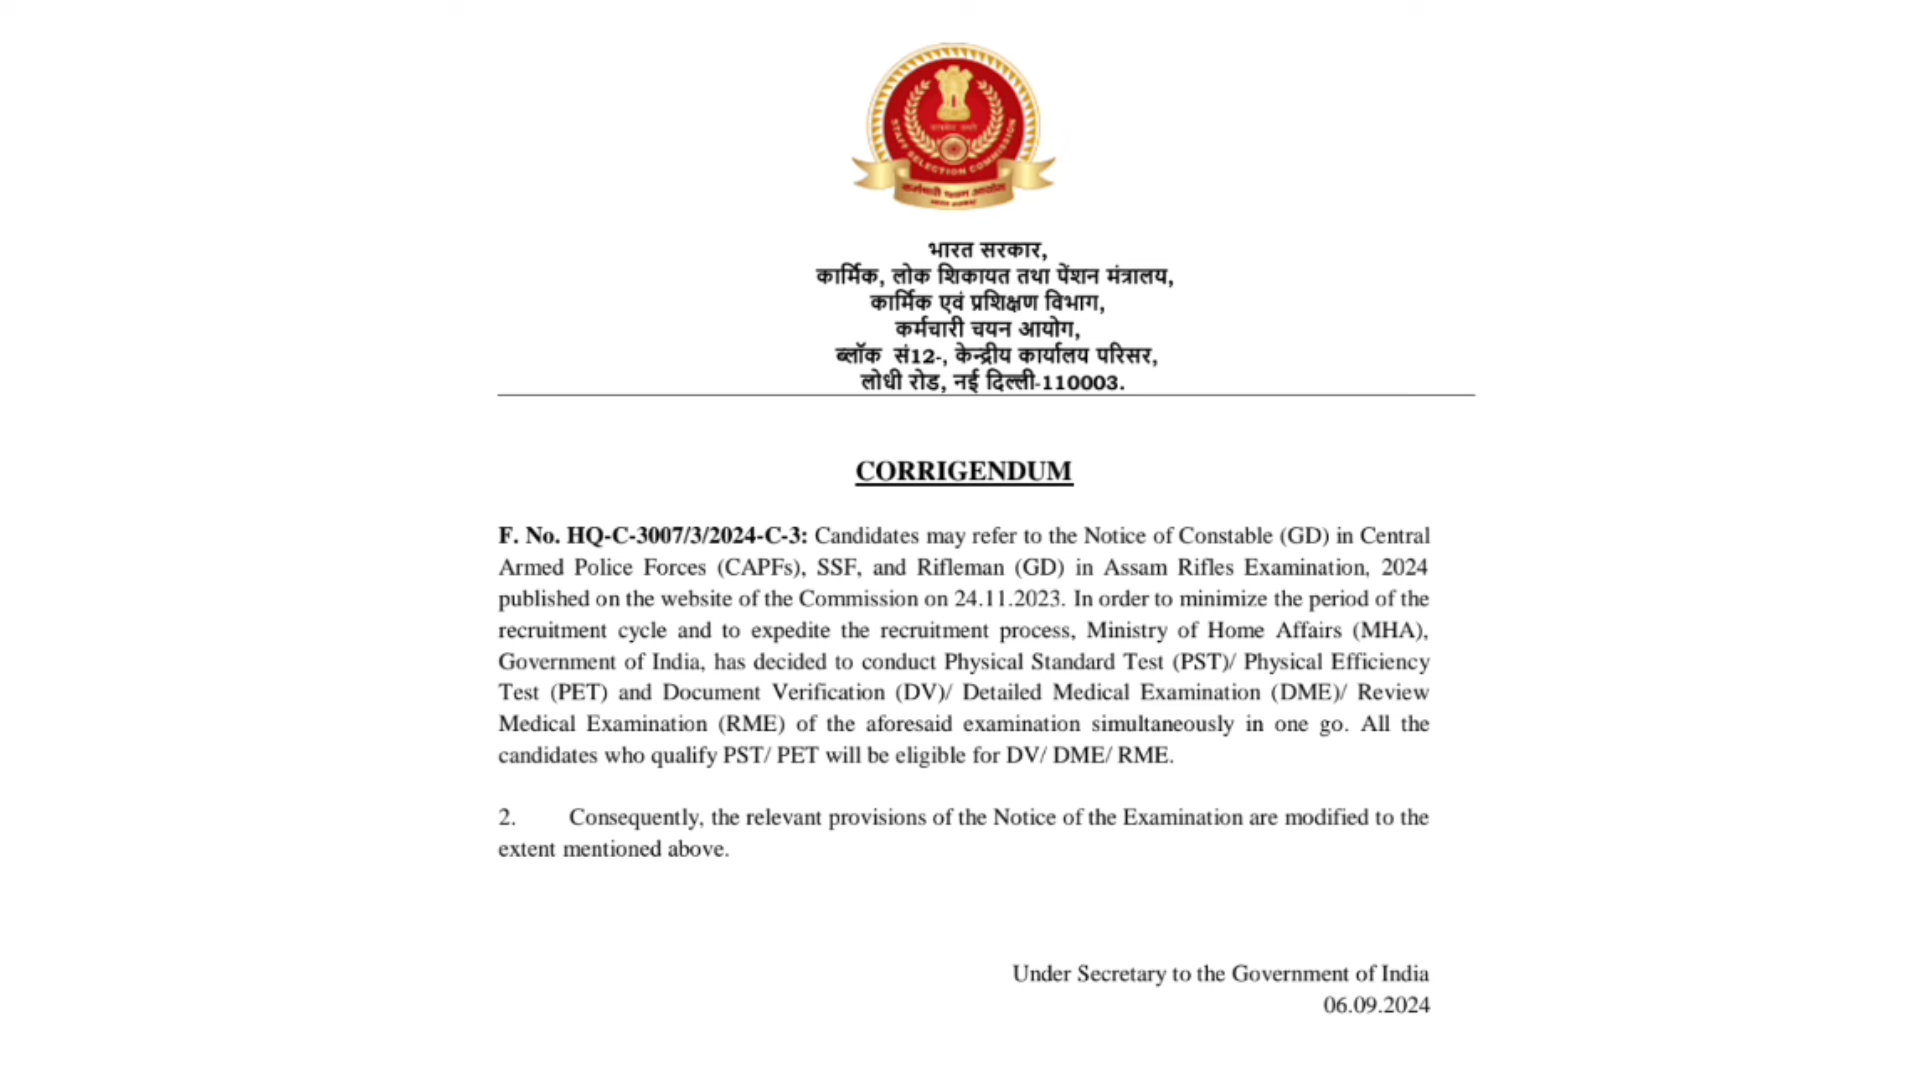 STAFF SELECTION COMMISSION
भारत सरकार,
कार्मिक, लोक शिकायत तथा पेंशन मंत्रालय,
कार्मिक एवं प्रशिक्षण विभाग,
कर्मचारी चयन आयोग,
ब्लॉक सं12-, केन्द्रीय कार्यालय परिसर,
लोधी रोड, नई दिल्ली-110003.
CORRIGENDUM
F. No. HQ-C-3007/3/2024-C-3: Candidates may refer to the Notice of Constable (GD) in Central
Armed Police Forces (CAPFs), SSF, and Rifleman (GD) in Assam Rifles Examination, 2024
published on the website of the Commission on 24.11.2023. In order to minimize the period of the
recruitment cycle and to expedite the recruitment process, Ministry of Home Affairs (MHA),
Government of India, has decided to conduct Physical Standard Test (PST)/ Physical Efficiency
Test (PET) and Document Verification (DV)/ Detailed Medical Examination (DME)/ Review
Medical Examination (RME) of the aforesaid examination simultaneously in one go. All the
candidates who qualify PST/ PET will be eligible for DV/ DME/ RME.
2. Consequently, the relevant provisions of the Notice of the Examination are modified to the
extent mentioned above.
Under Secretary to the Government of India
06.09.2024